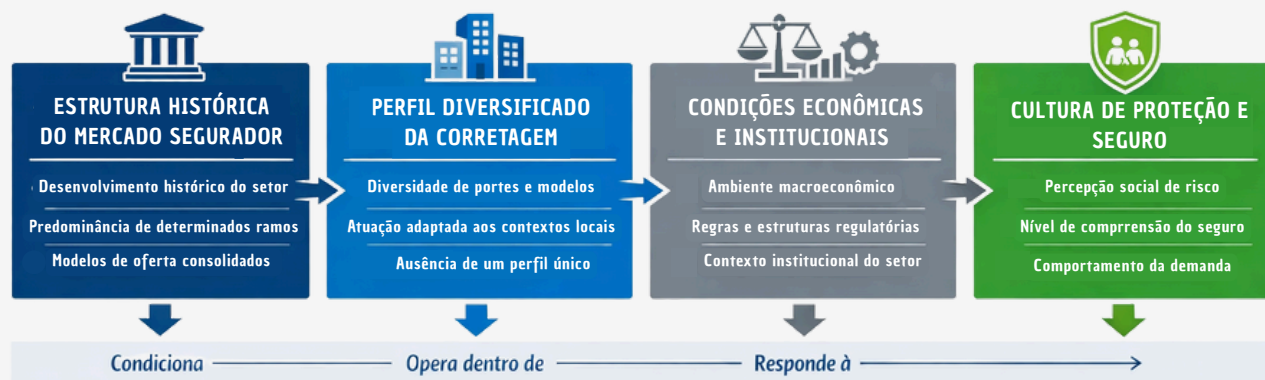 ESTRUTURA HISTÓRICA
DO MERCADO SEGURADOR
Desenvolvimento histórico do setor
Predominância de determinados ramos
Modelos de oferta consolidados
PERFIL DIVERSIFICADO
DA CORRETAGEM
Diversidade de portes e modelos
Atuação adaptada aos contextos locais
Ausência de um perfil único
CONDIÇÕES ECONÔMICAS
E INSTITUCIONAIS
Ambiente macroeconômico
Regras e estruturas regulatórias
Contexto institucional do setor
CULTURA DE PROTEÇÃO E
SEGURO
Percepção social de risco
Nível de comprrensão do seguro
Comportamento da demanda
Condiciona
Opera dentro de
Responde à